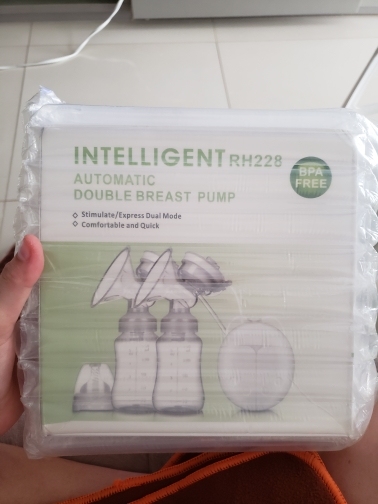 INTELLIGENT RH228
AUTOMATIC
DOUBLE BREAST PUMP
Stimulate/Express Dual Mode
Comfortable and Quick
BPA
FREE